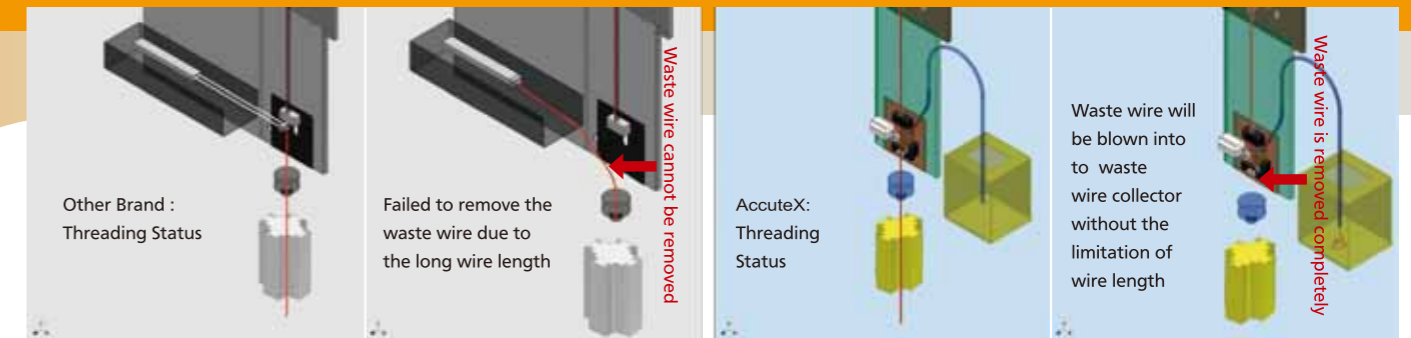 Other Brand :
Threading Status
Failed to remove the
waste wire due to
the long wire length
Waste wire cannot be removed
AccuteX:
Threading
Status
Waste wire will
be blown into
to waste
wire collector
without the
limitation of
wire length
Waste wire is removed completely